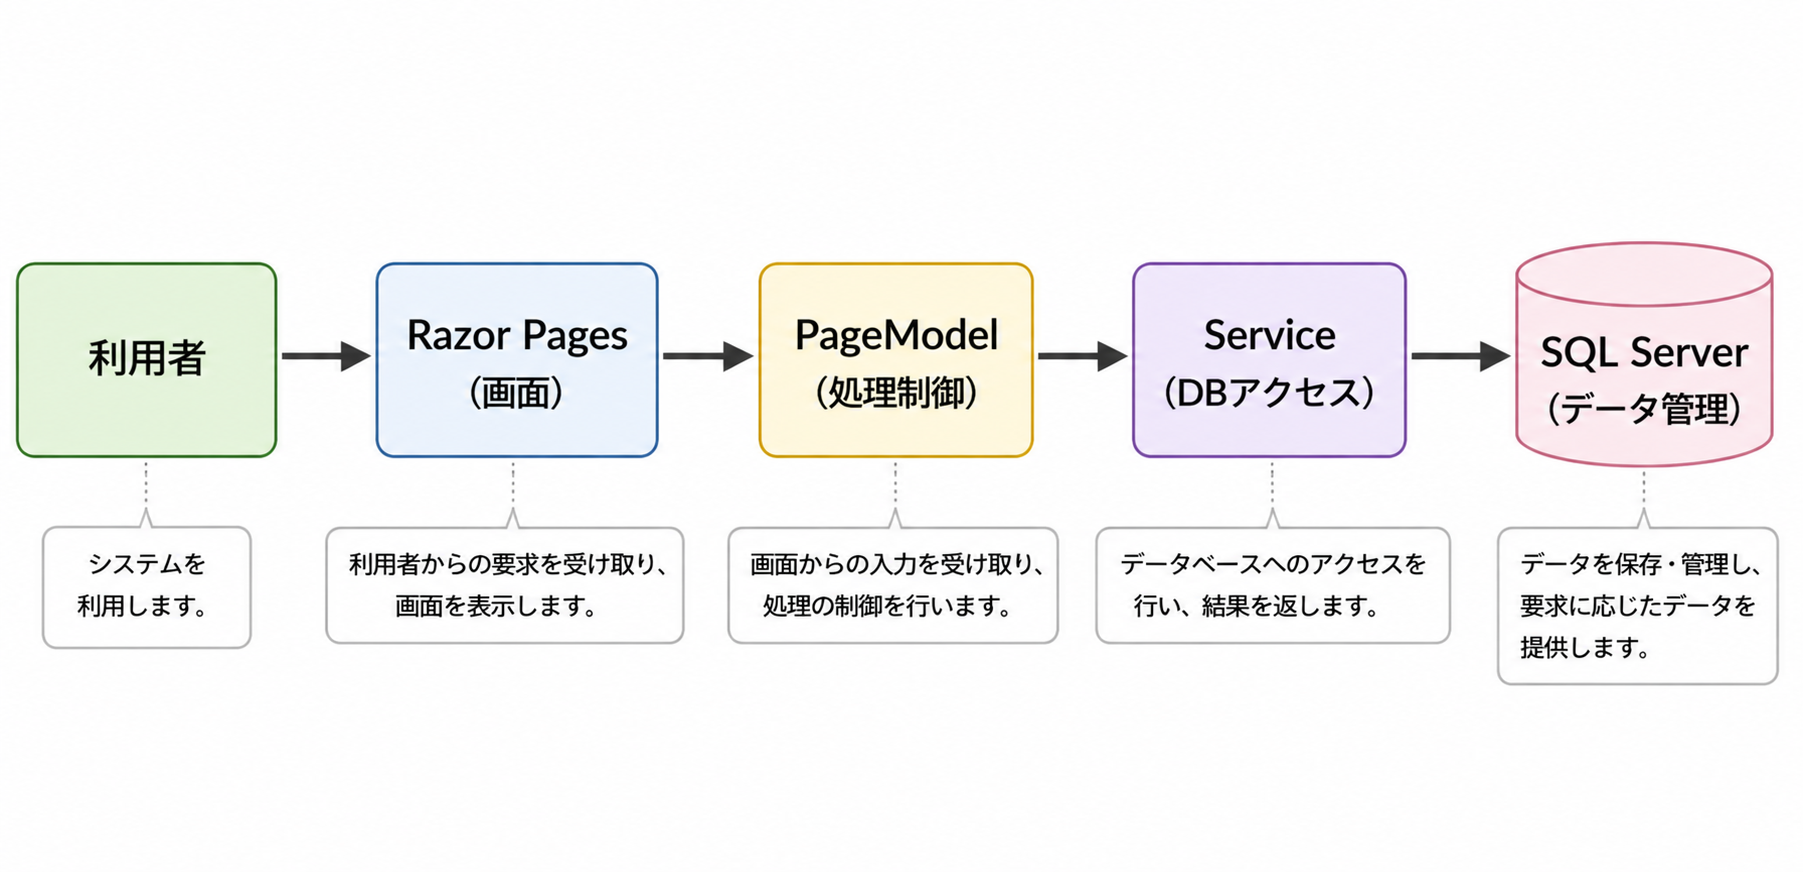 利用者
Razor Pages
（画面）
PageModel
（処理制御）
Service
（DBアクセス）
SQL Server
（データ管理）
システムを
利用します。
利用者からの要求を受け取り、
画面を表示します。
画面からの入力を受け取り、
処理の制御を行います。
データベースへのアクセスを
行い、結果を返します。
データを保存・管理し、
要求に応じたデータを
提供します。